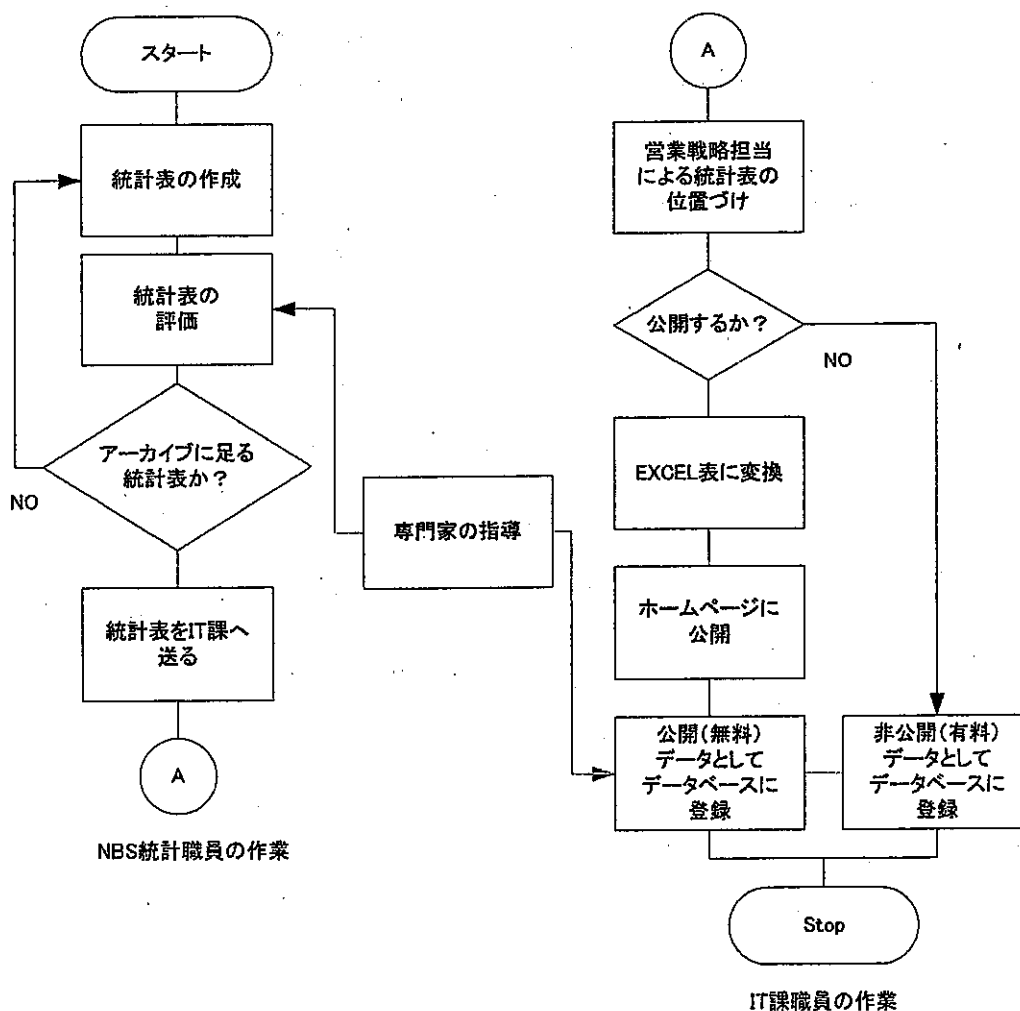 スタート
統計表の作成
統計表の
評価
アーカイブに足る
統計表か？
NO
統計表をIT課へ
送る
A
NBS統計職員の作業
専門家の指導
A
営業戦略担当
による統計表の
位置づけ
公開するか？
NO
EXCEL表に変換
ホームページに
公開
公開(無料)
データとして
データベースに
登録
非公開(有料)
データとして
データベースに
登録
Stop
IT課職員の作業